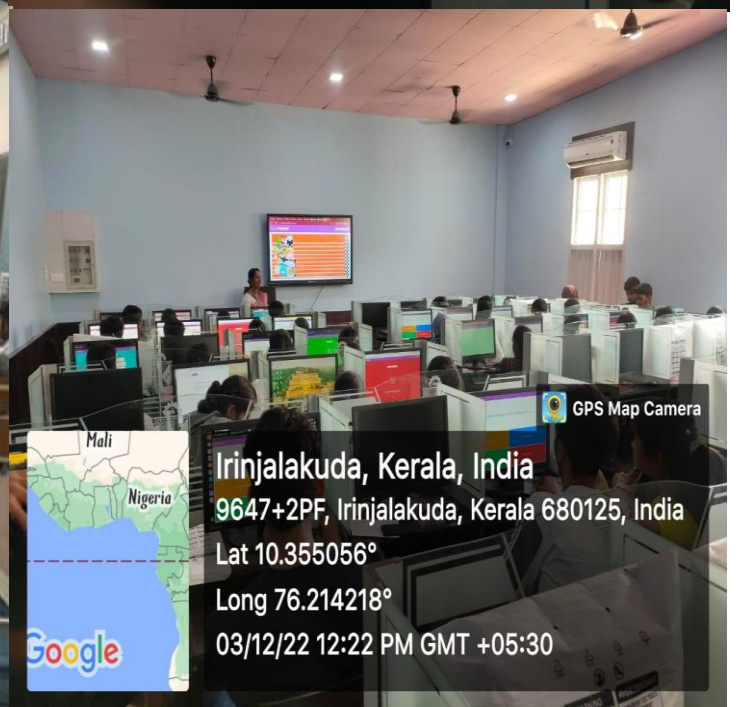 GPS Map Camera
Mali
Nigeria
Google
Irinjalakuda, Kerala, India
9647+2PF, Irinjalakuda, Kerala 680125, India
Lat 10.355056°
Long 76.214218°
03/12/22 12:22 PM GMT +05:30